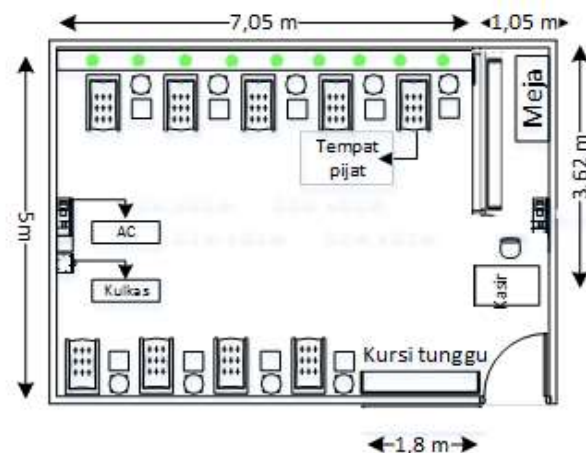 7,05 m
1,05 m
Meja
Tempat
pijat
5m
3,62 m
AC
Kulkas
Kasir
Kursi tunggu
1,8 m